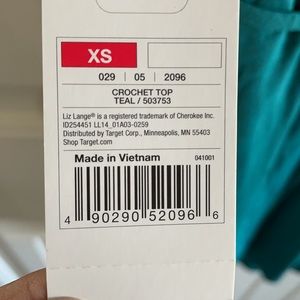 XS
029 | 05 | 2096
CROCHET TOP
TEAL / 503753
Liz Lange® is a registered trademark of Cherokee Inc.
ID254451 LL14_01A03-0259
Distributed by Target Corp., Minneapolis, MN 55403
Shop Target.com
Made in Vietnam 041001
4 90290 52096 6